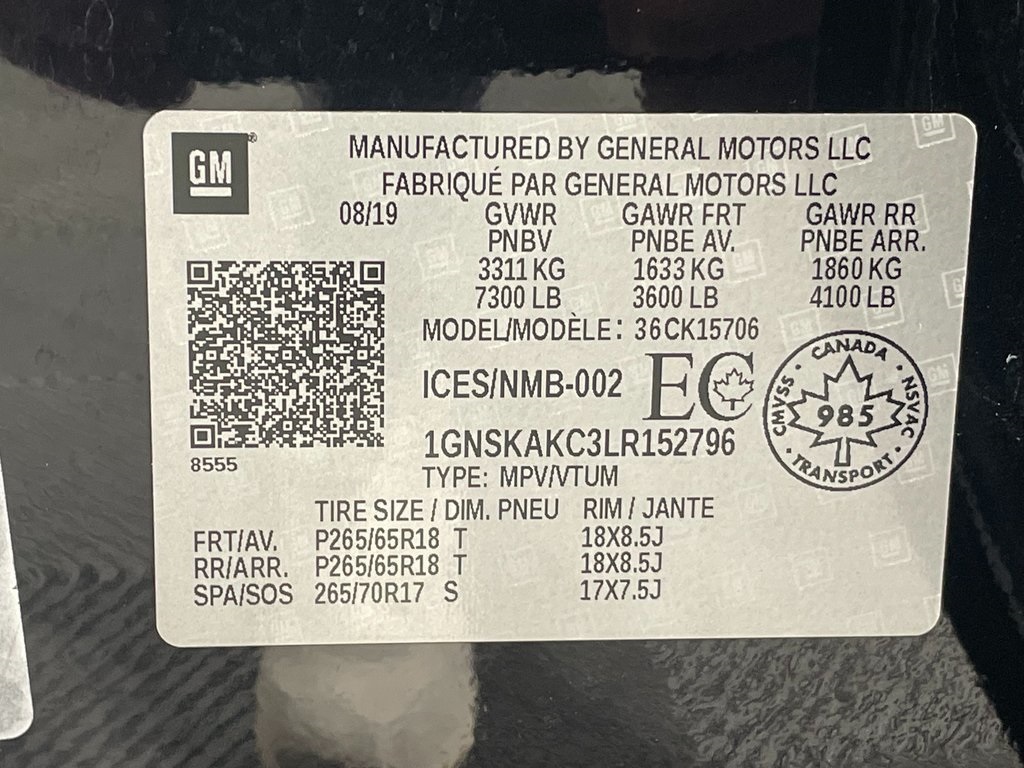 GM
MANUFACTURED BY GENERAL MOTORS LLC
FABRIQUÉ PAR GENERAL MOTORS LLC
08/19 GVWR GAWR FRT GAWR RR
PNBV PNBE AV. PNBE ARR.
3311 KG 1633 KG 1860 KG
7300 LB 3600 LB 4100 LB
MODEL/MODÈLE: 36CK15706
ICES/NMB-002 EC
CANADA · NSVAC · TRANSPORT · CMVSS ·
985
1GNSKAKC3LR152796
8555
TYPE: MPV/VTUM
TIRE SIZE / DIM. PNEU RIM / JANTE
FRT/AV. P265/65R18 T 18X8.5J
RR/ARR. P265/65R18 T 18X8.5J
SPA/SOS 265/70R17 S 17X7.5J